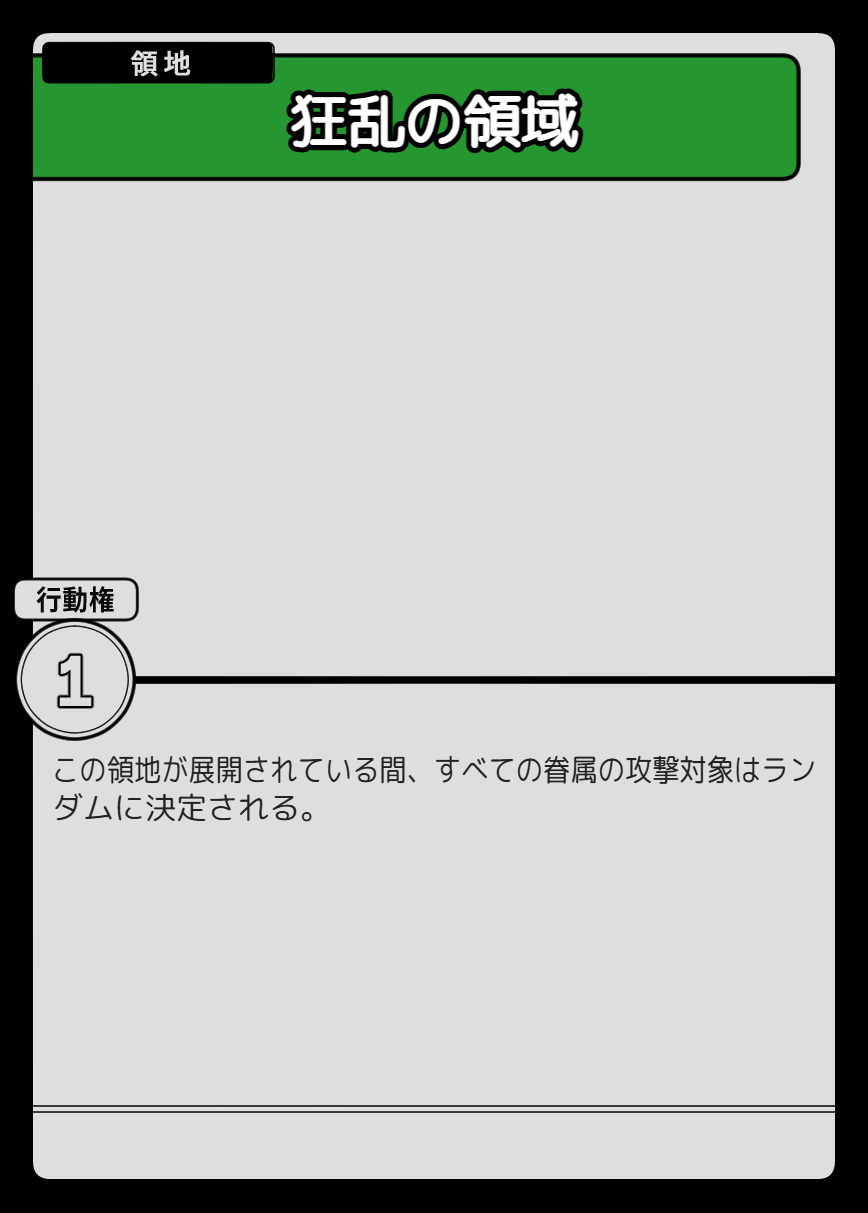 領地
狂乱の領域
行動権
1
この領地が展開されている間、すべての眷属の攻撃対象はラン
ダムに決定される。